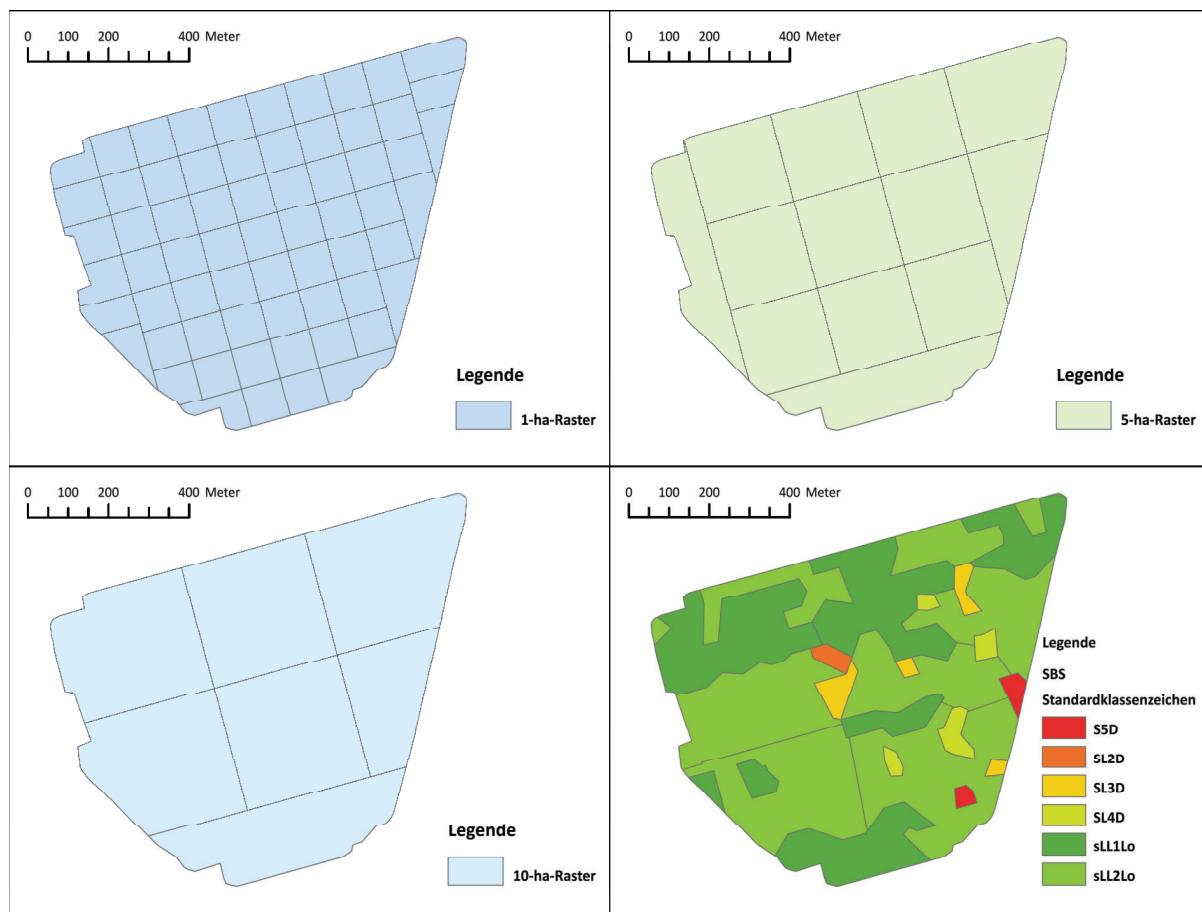 0 100 200 400 Meter
Legende
1-ha-Raster
0 100 200 400 Meter
Legende
5-ha-Raster
0 100 200 400 Meter
Legende
10-ha-Raster
0 100 200 400 Meter
Legende
SBS
Standardklassenzeichen
S5D
SL2D
SL3D
SL4D
sLL1Lo
sLL2Lo